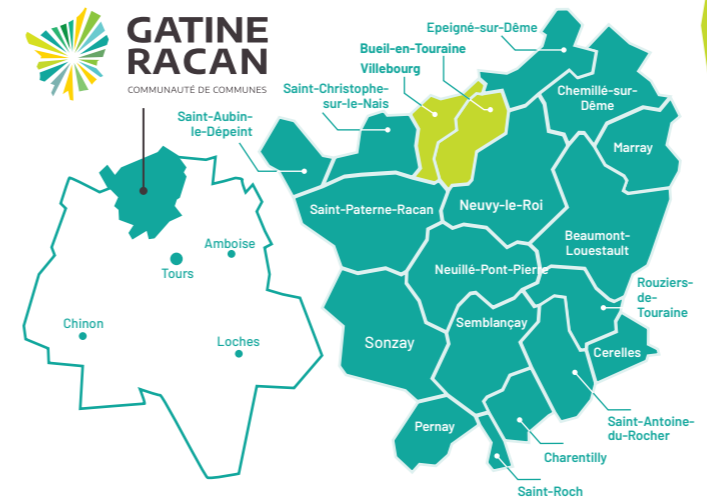 GATINE
RACAN
COMMUNAUTÉ DE COMMUNES
Epeigné-sur-Dême
Bueil-en-Touraine
Villebourg
Saint-Christophe-
sur-le-Nais
Saint-Aubin-
le-Dépeint
Chemillé-sur-
Dême
Marray
Saint-Paterne-Racan
Neuvy-le-Roi
Beaumont-
Louestault
Neuillé-Pont-Pierre
Rouziers-
de-
Touraine
Semblançay
Sonzay
Cerelles
Pernay
Saint-Antoine-
du-Rocher
Charentilly
Saint-Roch
Amboise
Tours
Chinon
Loches